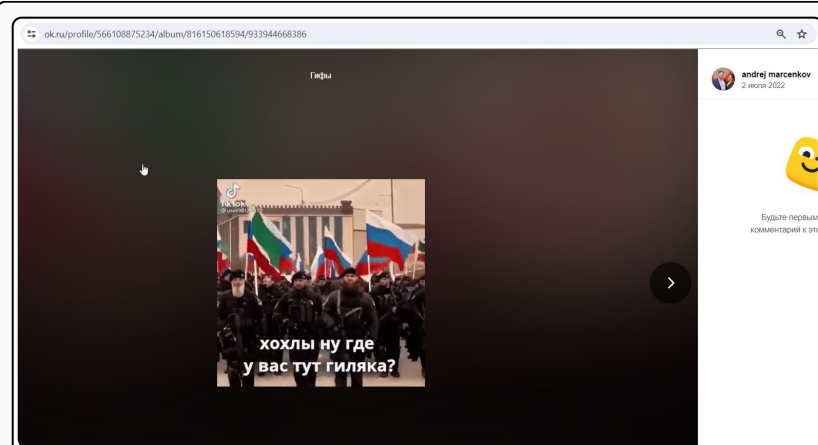 ok.ru/profile/566108875234/album/816150618594/933944668386
Гифы
andrej marcenkov
2 июля 2022
TikTok
хохлы ну где
у вас тут гиляка?
Будьте первым
комментарий к это